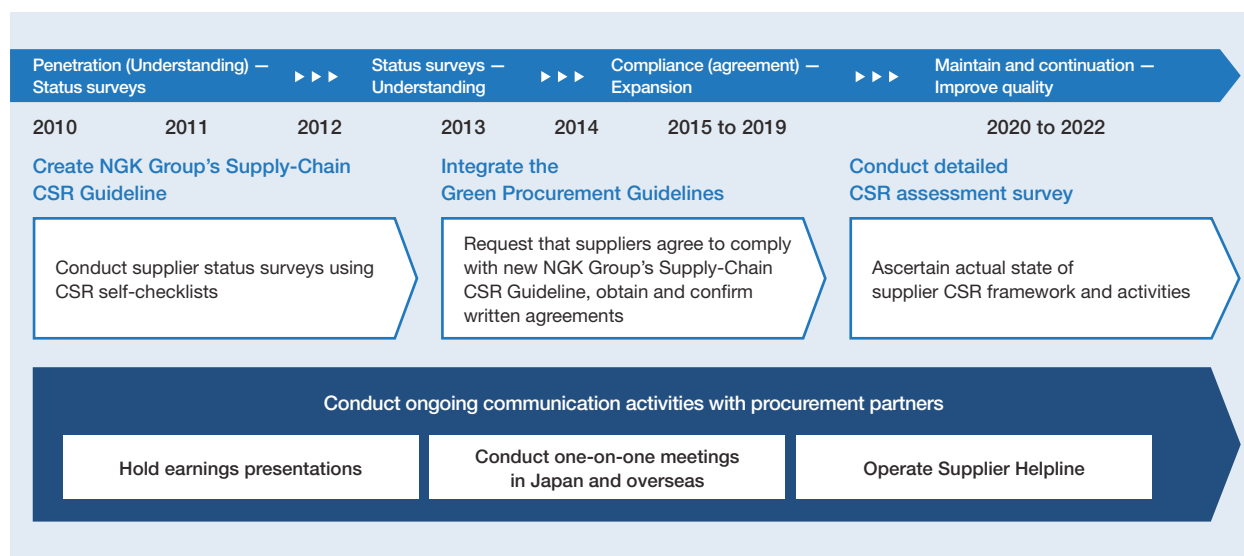 Penetration (Understanding) —
Status surveys
Status surveys —
Understanding
Compliance (agreement) —
Expansion
Maintain and continuation —
Improve quality
2010
2011
2012
2013
2014
2015 to 2019
2020 to 2022
Create NGK Group's Supply-Chain
CSR Guideline
Integrate the
Green Procurement Guidelines
Conduct detailed
CSR assessment survey
Conduct supplier status surveys using
CSR self-checklists
Request that suppliers agree to comply
with new NGK Group's Supply-Chain
CSR Guideline, obtain and confirm
written agreements
Ascertain actual state of
supplier CSR framework and activities
Conduct ongoing communication activities with procurement partners
Hold earnings presentations
Conduct one-on-one meetings
in Japan and overseas
Operate Supplier Helpline